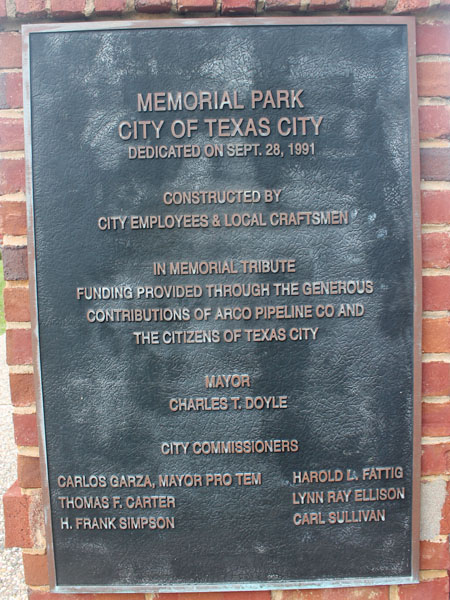 MEMORIAL PARK
CITY OF TEXAS CITY
DEDICATED ON SEPT. 28, 1991
CONSTRUCTED BY
CITY EMPLOYEES & LOCAL CRAFTSMEN
IN MEMORIAL TRIBUTE
FUNDING PROVIDED THROUGH THE GENEROUS
CONTRIBUTIONS OF ARCO PIPELINE CO AND
THE CITIZENS OF TEXAS CITY
MAYOR
CHARLES T. DOYLE
CITY COMMISSIONERS
CARLOS GARZA, MAYOR PRO TEM
THOMAS F. CARTER
H. FRANK SIMPSON
HAROLD L. FATTIG
LYNN RAY ELLISON
CARL SULLIVAN